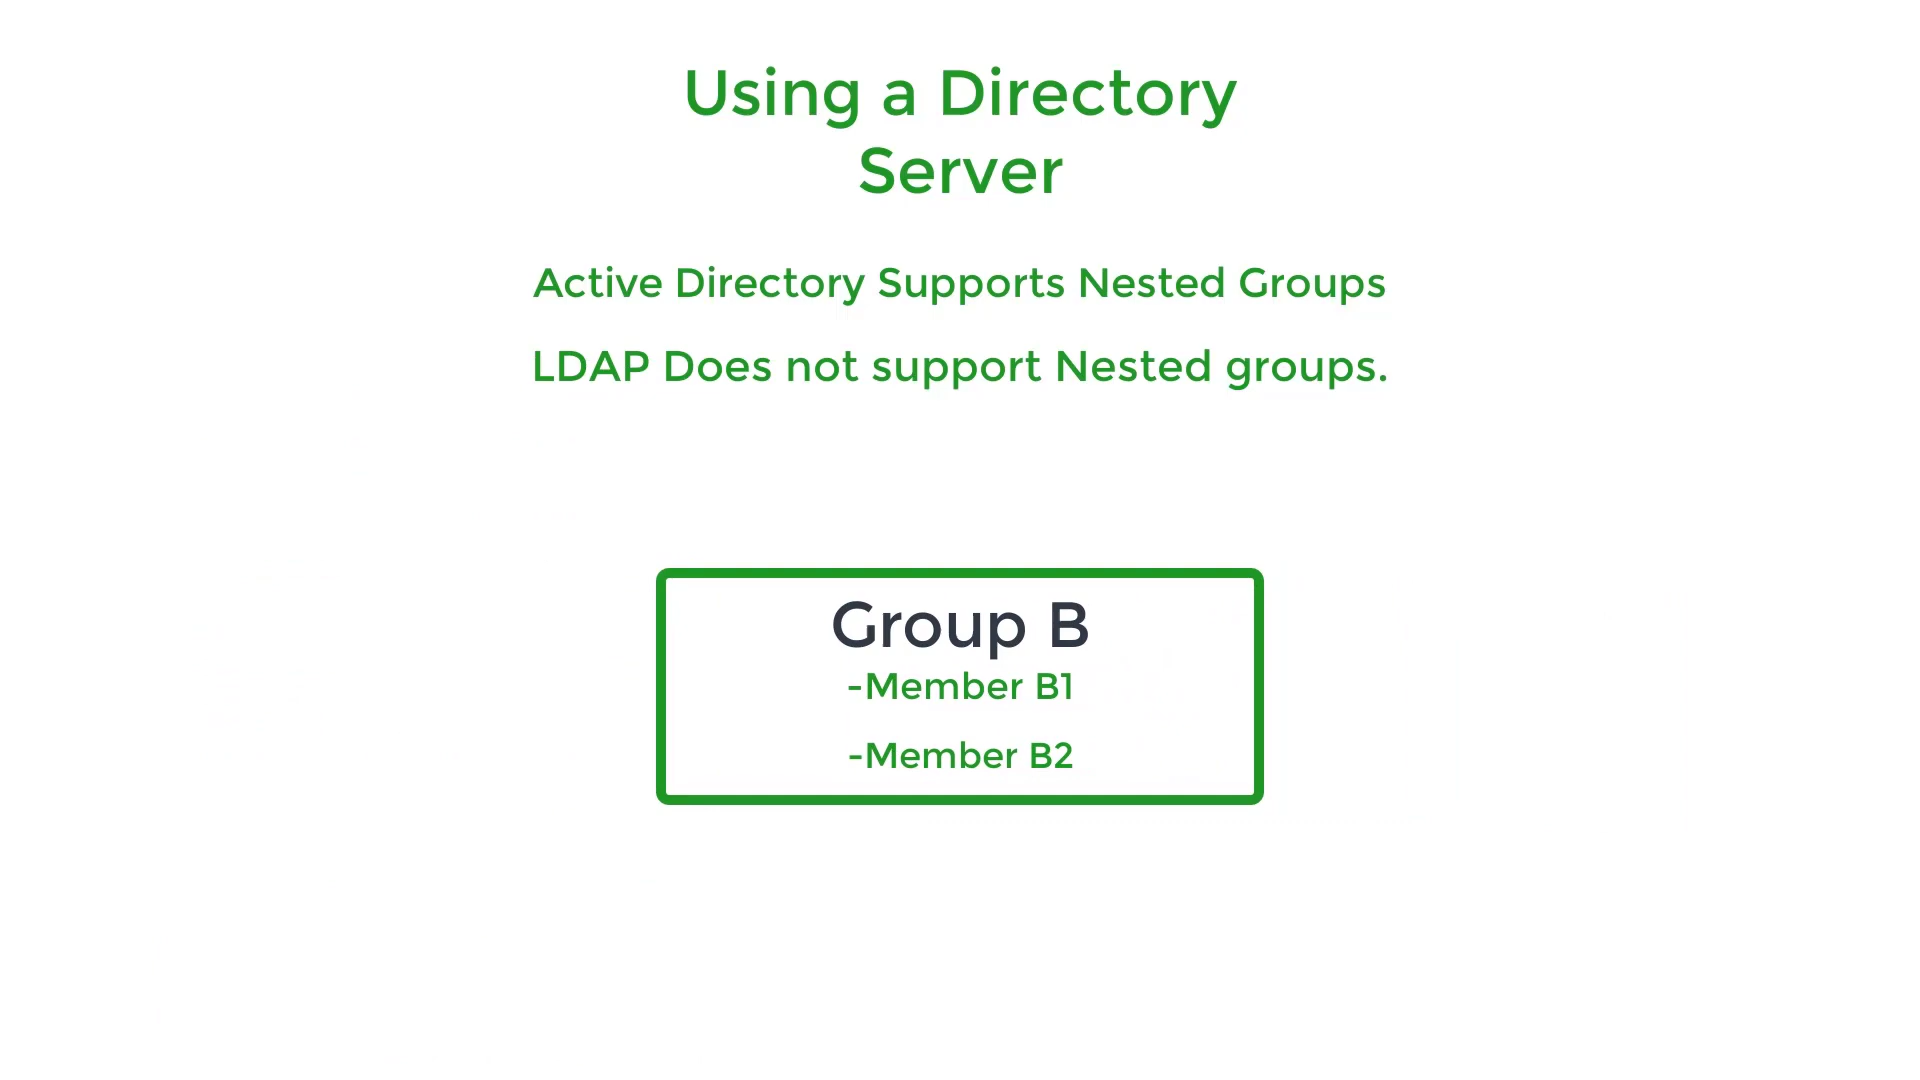 Using a Directory
Server
Active Directory Supports Nested Groups
LDAP Does not support Nested groups.
Group B
-Member B1
-Member B2